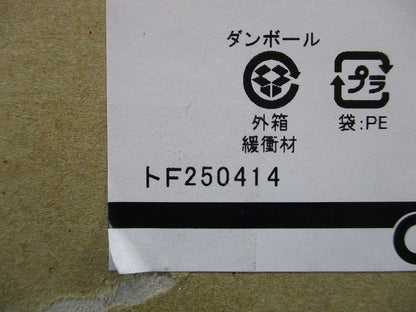 ダンボール
プラ
外箱 袋:PE
緩衝材
トF250414